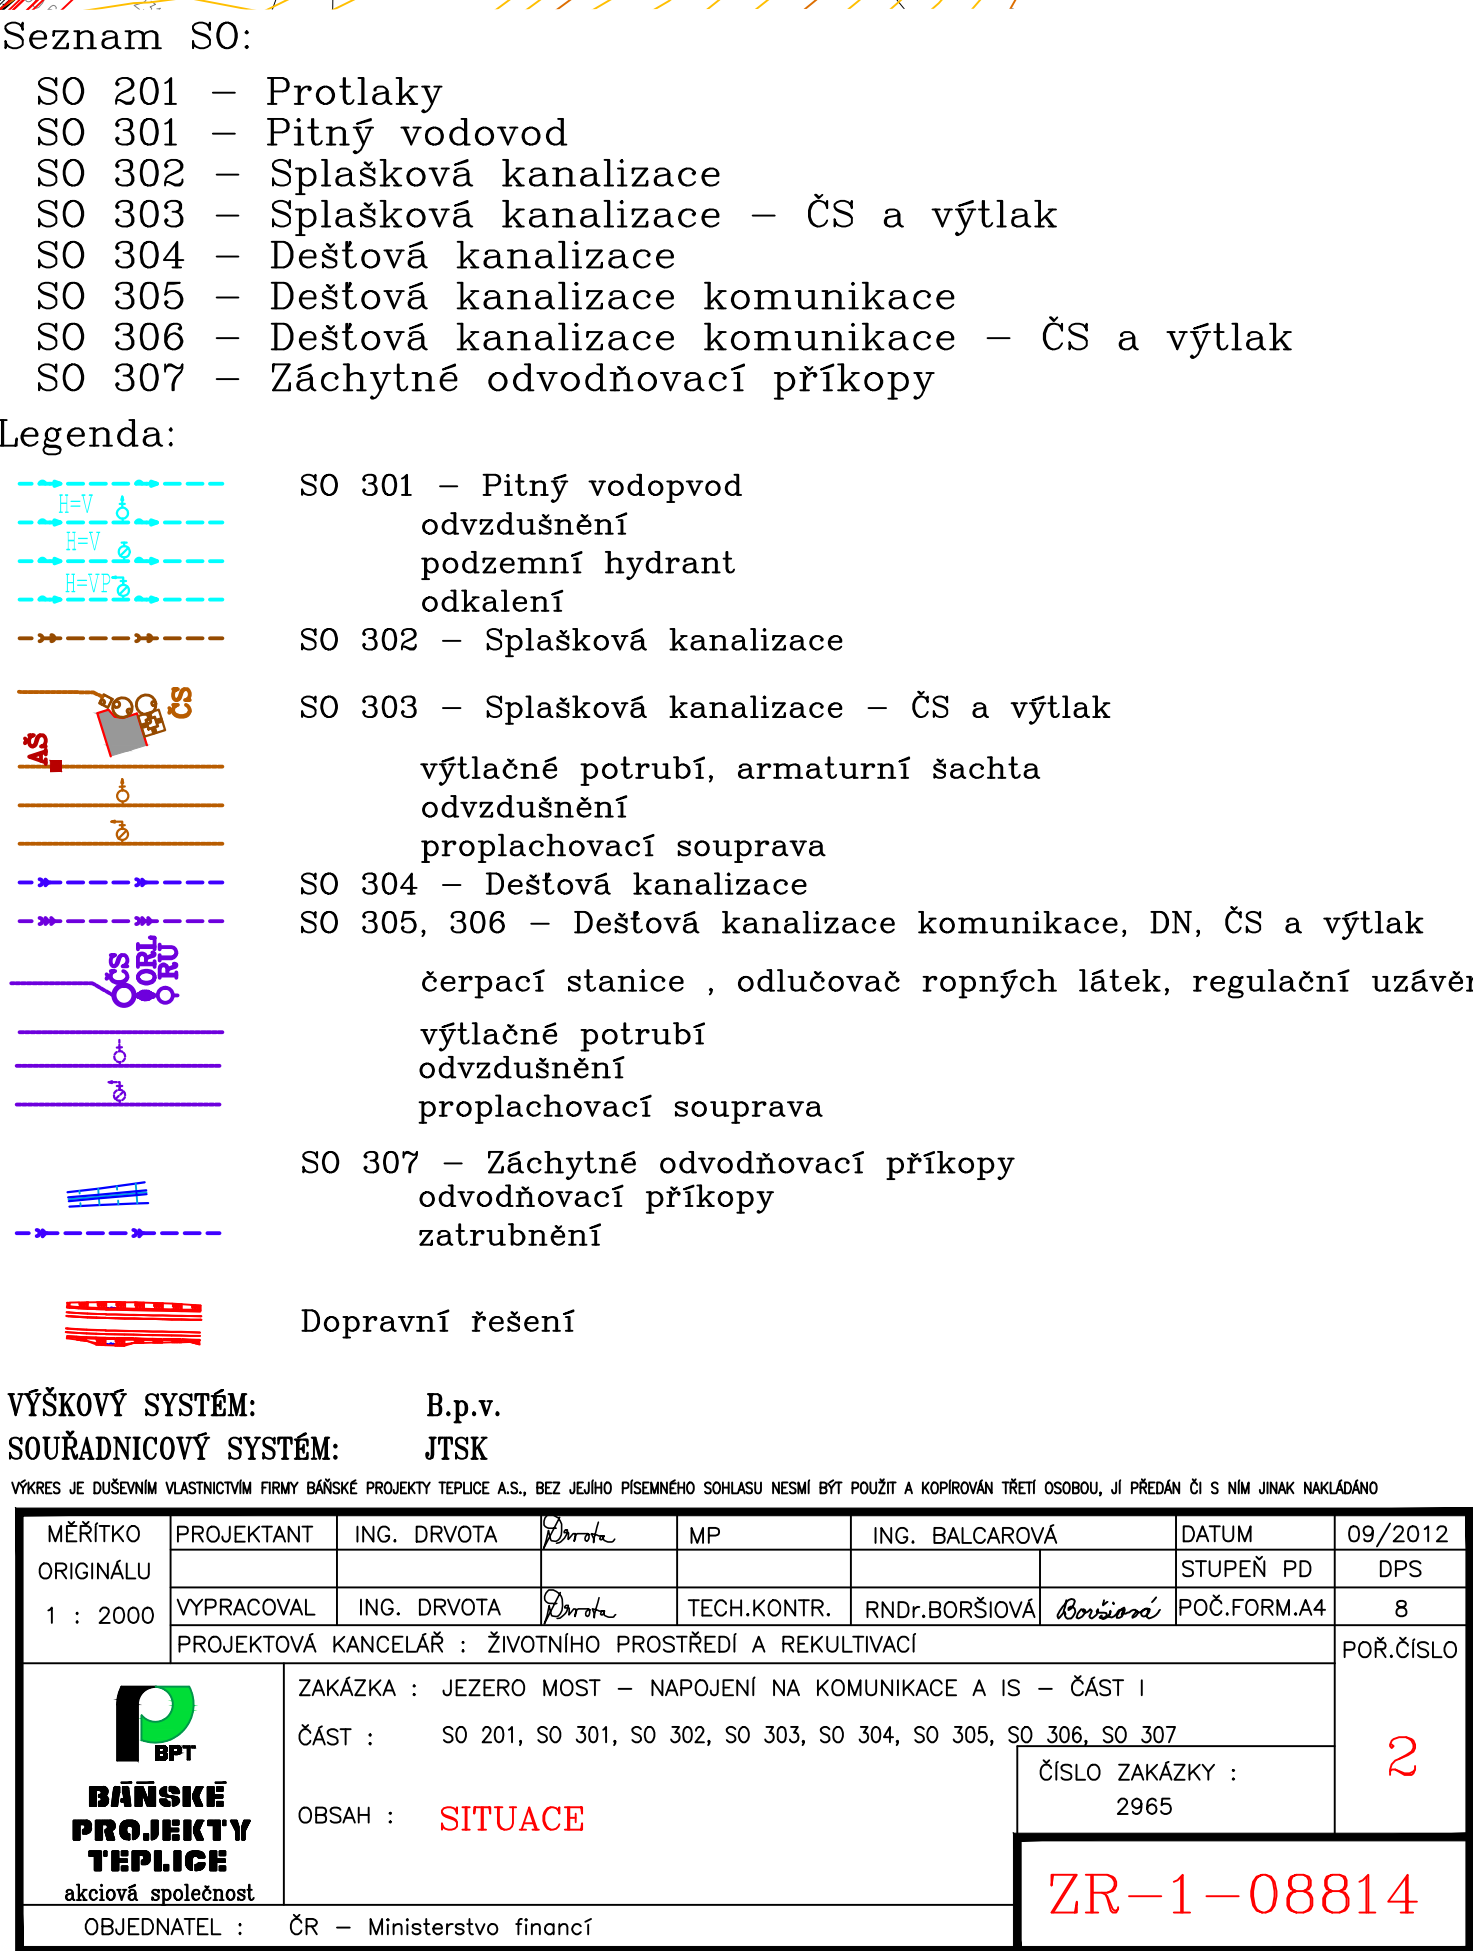 Seznam SO:
SO 201 – Protlaky
SO 301 – Pitný vodovod
SO 302 – Splašková kanalizace
SO 303 – Splašková kanalizace – ČS a výtlak
SO 304 – Dešťová kanalizace
SO 305 – Dešťová kanalizace komunikace
SO 306 – Dešťová kanalizace komunikace – ČS a výtlak
SO 307 – Záchytné odvodňovací příkopy
Legenda:
SO 301 – Pitný vodopvod
H=V
odvzdušnění
H=V
podzemní hydrant
H=VP
odkalení
SO 302 – Splašková kanalizace
ČS
SO 303 – Splašková kanalizace – ČS a výtlak
AŠ
výtlačné potrubí, armaturní šachta
odvzdušnění
proplachovací souprava
SO 304 – Dešťová kanalizace
SO 305, 306 – Dešťová kanalizace komunikace, DN, ČS a výtlak
ČS ORL RU
čerpací stanice , odlučovač ropných látek, regulační uzávěr
výtlačné potrubí
odvzdušnění
proplachovací souprava
SO 307 – Záchytné odvodňovací příkopy
odvodňovací příkopy
zatrubnění
Dopravní řešení
VÝŠKOVÝ SYSTÉM: B.p.v.
SOUŘADNICOVÝ SYSTÉM: JTSK
VÝKRES JE DUŠEVNÍM VLASTNICTVÍM FIRMY BÁŇSKÉ PROJEKTY TEPLICE A.S., BEZ JEJÍHO PÍSEMNÉHO SOHLASU NESMÍ BÝT POUŽIT A KOPÍROVÁN TŘETÍ OSOBOU, JÍ PŘEDÁN ČI S NÍM JINAK NAKLÁDÁNO
MĚŘÍTKO ORIGINÁLU 1 : 2000
PROJEKTANT ING. DRVOTA Drvota MP ING. BALCAROVÁ DATUM 09/2012
STUPEŇ PD DPS
VYPRACOVAL ING. DRVOTA Drvota TECH.KONTR. RNDr.BORŠIOVÁ Boršiová POČ.FORM.A4 8
PROJEKTOVÁ KANCELÁŘ : ŽIVOTNÍHO PROSTŘEDÍ A REKULTIVACÍ
POŘ.ČÍSLO
2
ZAKÁZKA : JEZERO MOST – NAPOJENÍ NA KOMUNIKACE A IS – ČÁST I
ČÁST : SO 201, SO 301, SO 302, SO 303, SO 304, SO 305, SO 306, SO 307
ČÍSLO ZAKÁZKY :
2965
OBSAH : SITUACE
BPT
BÁŇSKÉ
PROJEKTY
TEPLICE
akciová společnost
ZR–1–08814
OBJEDNATEL : ČR – Ministerstvo financí